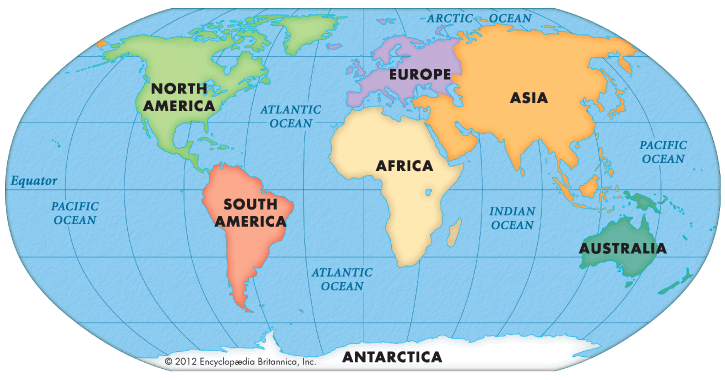 ARCTIC OCEAN
EUROPE
NORTH
AMERICA
ASIA
ATLANTIC
OCEAN
PACIFIC
OCEAN
AFRICA
Equator
PACIFIC
OCEAN
SOUTH
AMERICA
INDIAN
OCEAN
AUSTRALIA
ATLANTIC
OCEAN
ANTARCTICA
© 2012 Encyclopædia Britannica, Inc.